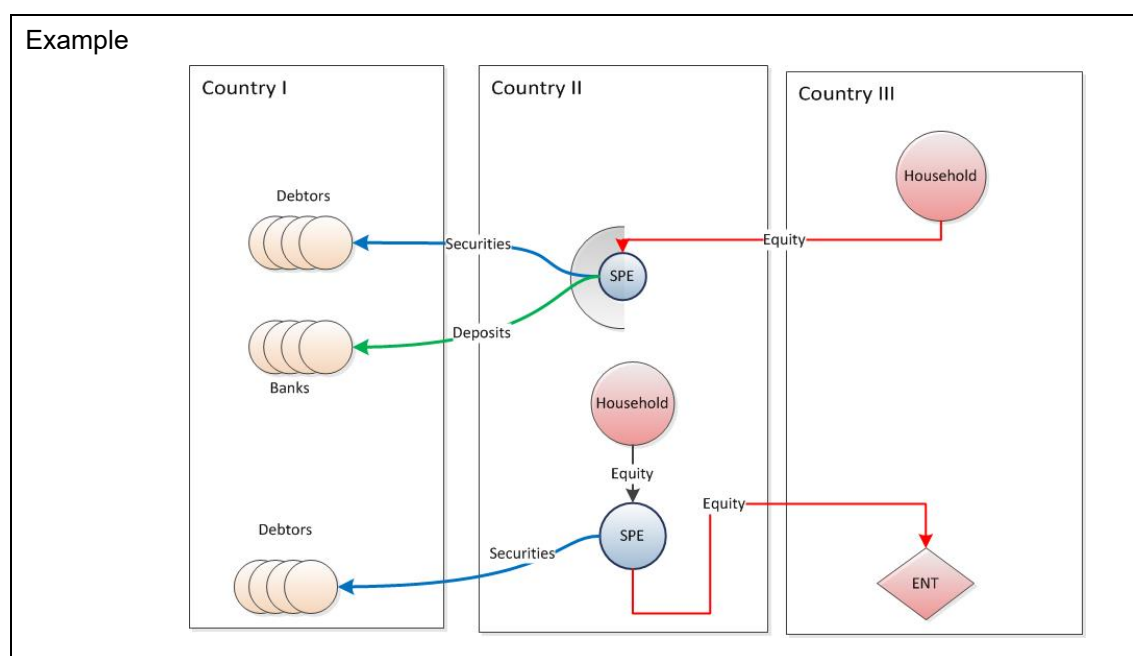 Example
Country I
Country II
Country III
Household
Debtors
Securities
Equity
SPE
Deposits
Banks
Household
Equity
Equity
Debtors
SPE
Securities
ENT